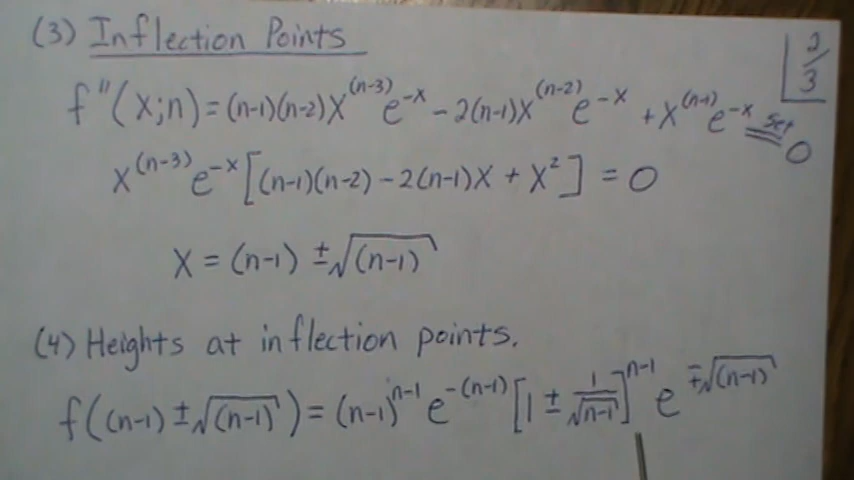 (3) Inflection Points
2/3
f''(x;n) = (n-1)(n-2)x^(n-3) e^-x - 2(n-1)x^(n-2) e^-x + x^(n-1) e^-x set= 0
x^(n-3) e^-x [(n-1)(n-2) - 2(n-1)x + x^2] = 0
x = (n-1) ± √(n-1)
(4) Heights at inflection points.
f((n-1) ± √(n-1)) = (n-1)^n-1 e^-(n-1) [1 ± 1/√n-1]^n-1 e^∓√(n-1)